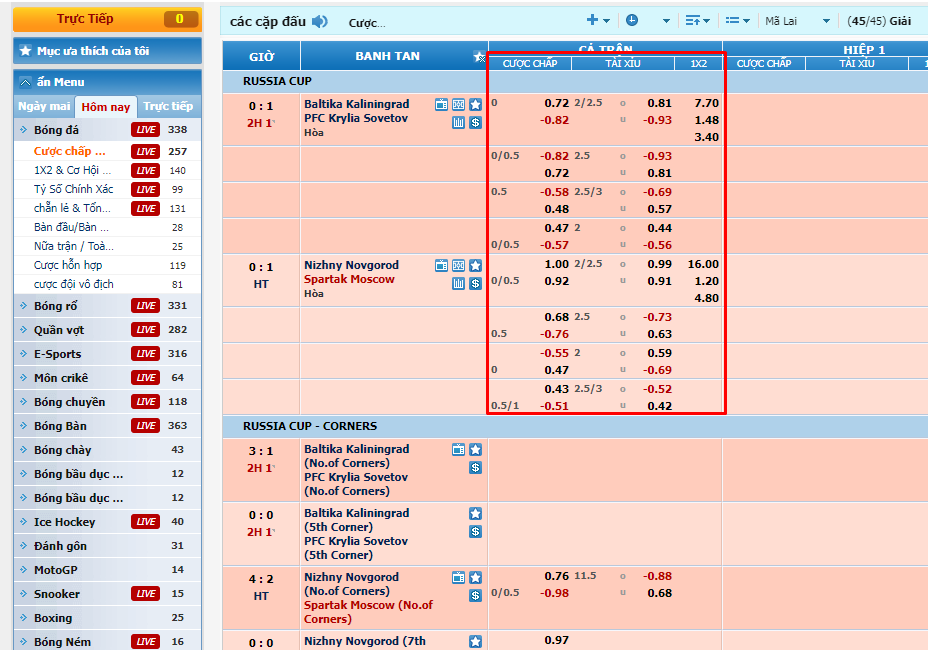 Trực Tiếp 0
Mục ưa thích của tôi
ẩn Menu
Ngày mai Hôm nay Trực tiếp
Bóng đá LIVE 338
Cược chấp ... LIVE 257
1X2 & Cơ Hội ... LIVE 140
Tỷ Số Chính Xác LIVE 99
chẵn lẻ & Tổn... LIVE 131
Bàn đầu/Bàn ... 28
Nữa trận / Toà... 25
Cược hỗn hợp 119
cược đội vô địch 81
Bóng rổ LIVE 331
Quần vợt LIVE 282
E-Sports LIVE 316
Môn crikê LIVE 64
Bóng chuyền LIVE 118
Bóng Bàn LIVE 363
Bóng chày 43
Bóng bầu dục ... 12
Bóng bầu dục ... 12
Ice Hockey LIVE 40
Đánh gôn 31
MotoGP 14
Snooker LIVE 15
Boxing 25
Bóng Ném LIVE 16
các cặp đấu Cược... Mã Lai (45/45) Giải
GIỜ BANH TAN CẢ TRẬN HIỆP 1
CƯỢC CHẤP TÀI XỈU 1X2 CƯỢC CHẤP TÀI XỈU
RUSSIA CUP
0 : 1 Baltika Kaliningrad 0 0.72 2/2.5 o 0.81 7.70
2H 1' PFC Krylia Sovetov -0.82 u -0.93 1.48
Hòa 3.40
0/0.5 -0.82 2.5 o -0.93
0.72 u 0.81
0.5 -0.58 2.5/3 o -0.69
0.48 u 0.57
0.47 2 o 0.44
0/0.5 -0.57 u -0.56
0 : 1 Nizhny Novgorod 1.00 2/2.5 o 0.99 16.00
HT Spartak Moscow 0/0.5 0.92 u 0.91 1.20
Hòa 4.80
0.68 2.5 o -0.73
0.5 -0.76 u 0.63
-0.55 2 o 0.59
0 0.47 u -0.69
0.43 2.5/3 o -0.52
0.5/1 -0.51 u 0.42
RUSSIA CUP - CORNERS
3 : 1 Baltika Kaliningrad
2H 1' (No.of Corners)
PFC Krylia Sovetov
(No.of Corners)
0 : 0 Baltika Kaliningrad
2H 1' (5th Corner)
PFC Krylia Sovetov
(5th Corner)
4 : 2 Nizhny Novgorod 0.76 11.5 o -0.88
HT (No.of Corners) 0/0.5 -0.98 u 0.68
Spartak Moscow (No.of
Corners)
0 : 0 Nizhny Novgorod (7th 0.97